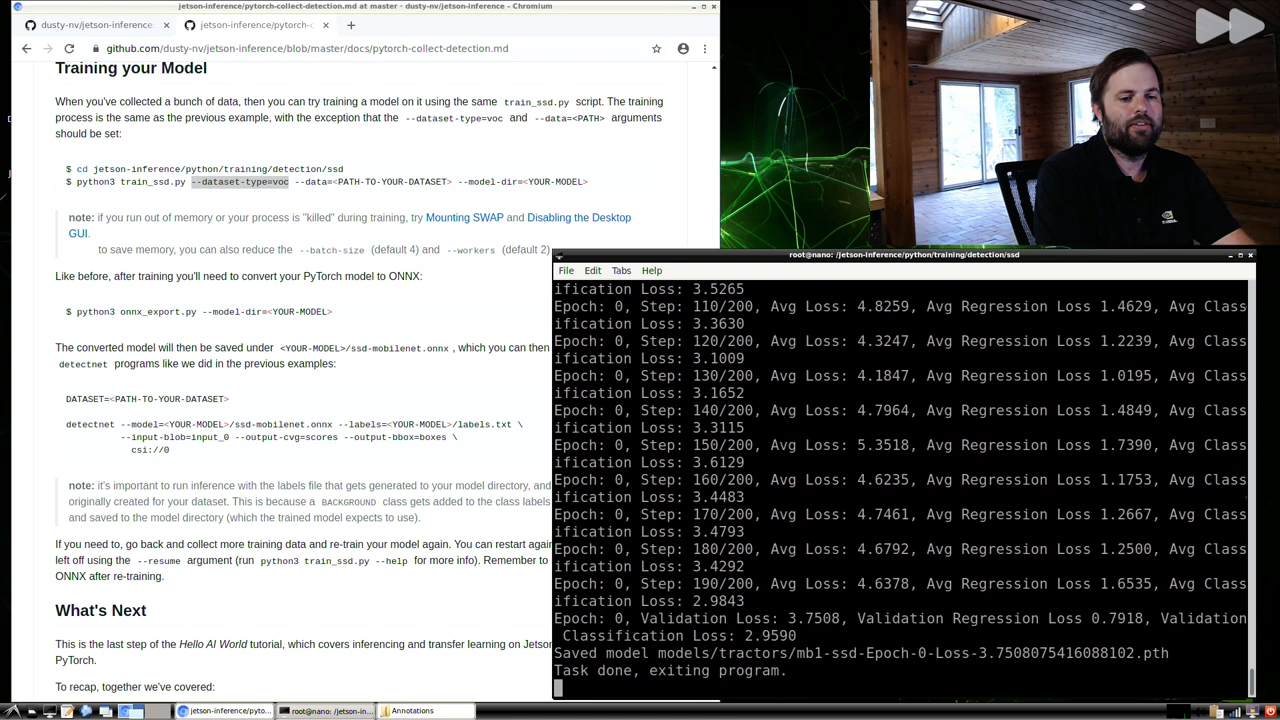 jetson-inference/pytorch-collect-detection.md at master · dusty-nv/jetson-inference - Chromium
dusty-nv/jetson-inference:
jetson-inference/pytorch-c
github.com/dusty-nv/jetson-inference/blob/master/docs/pytorch-collect-detection.md
Training your Model
When you've collected a bunch of data, then you can try training a model on it using the same train_ssd.py script. The training
process is the same as the previous example, with the exception that the --dataset-type=voc and --data=<PATH> arguments
should be set:
$ cd jetson-inference/python/training/detection/ssd
$ python3 train_ssd.py --dataset-type=voc --data=<PATH-TO-YOUR-DATASET> --model-dir=<YOUR-MODEL>
note: if you run out of memory or your process is "killed" during training, try Mounting SWAP and Disabling the Desktop
GUI.
to save memory, you can also reduce the --batch-size (default 4) and --workers (default 2)
Like before, after training you'll need to convert your PyTorch model to ONNX:
$ python3 onnx_export.py --model-dir=<YOUR-MODEL>
The converted model will then be saved under <YOUR-MODEL>/ssd-mobilenet.onnx , which you can then
detectnet programs like we did in the previous examples:
DATASET=<PATH-TO-YOUR-DATASET>
detectnet --model=<YOUR-MODEL>/ssd-mobilenet.onnx --labels=<YOUR-MODEL>/labels.txt \
--input-blob=input_0 --output-cvg=scores --output-bbox=boxes \
csi://0
note: it's important to run inference with the labels file that gets generated to your model directory, and
originally created for your dataset. This is because a BACKGROUND class gets added to the class labels
and saved to the model directory (which the trained model expects to use).
If you need to, go back and collect more training data and re-train your model again. You can restart again
left off using the --resume argument (run python3 train_ssd.py --help for more info). Remember to
ONNX after re-training.
What's Next
This is the last step of the Hello AI World tutorial, which covers inferencing and transfer learning on Jetson
PyTorch.
To recap, together we've covered:
root@nano: /jetson-inference/python/training/detection/ssd
File Edit Tabs Help
ification Loss: 3.5265
Epoch: 0, Step: 110/200, Avg Loss: 4.8259, Avg Regression Loss 1.4629, Avg Class
ification Loss: 3.3630
Epoch: 0, Step: 120/200, Avg Loss: 4.3247, Avg Regression Loss 1.2239, Avg Class
ification Loss: 3.1009
Epoch: 0, Step: 130/200, Avg Loss: 4.1847, Avg Regression Loss 1.0195, Avg Class
ification Loss: 3.1652
Epoch: 0, Step: 140/200, Avg Loss: 4.7964, Avg Regression Loss 1.4849, Avg Class
ification Loss: 3.3115
Epoch: 0, Step: 150/200, Avg Loss: 5.3518, Avg Regression Loss 1.7390, Avg Class
ification Loss: 3.6129
Epoch: 0, Step: 160/200, Avg Loss: 4.6235, Avg Regression Loss 1.1753, Avg Class
ification Loss: 3.4483
Epoch: 0, Step: 170/200, Avg Loss: 4.7461, Avg Regression Loss 1.2667, Avg Class
ification Loss: 3.4793
Epoch: 0, Step: 180/200, Avg Loss: 4.6792, Avg Regression Loss 1.2500, Avg Class
ification Loss: 3.4292
Epoch: 0, Step: 190/200, Avg Loss: 4.6378, Avg Regression Loss 1.6535, Avg Class
ification Loss: 2.9843
Epoch: 0, Validation Loss: 3.7508, Validation Regression Loss 0.7918, Validation
Classification Loss: 2.9590
Saved model models/tractors/mb1-ssd-Epoch-0-Loss-3.7508075416088102.pth
Task done, exiting program.
jetson-inference/pyto...
root@nano: /jetson-in...
Annotations